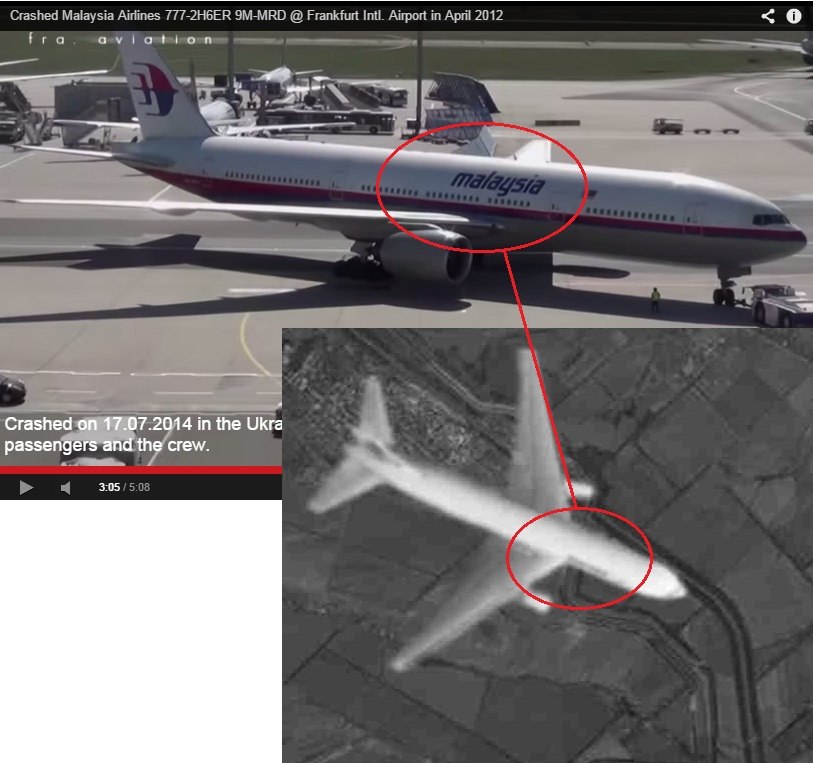 Crashed Malaysia Airlines 777-2H6ER 9M-MRD @ Frankfurt Intl. Airport in April 2012
fra. aviation
malaysia
Crashed on 17.07.2014 in the Ukra
passengers and the crew.
3:05 / 5:08